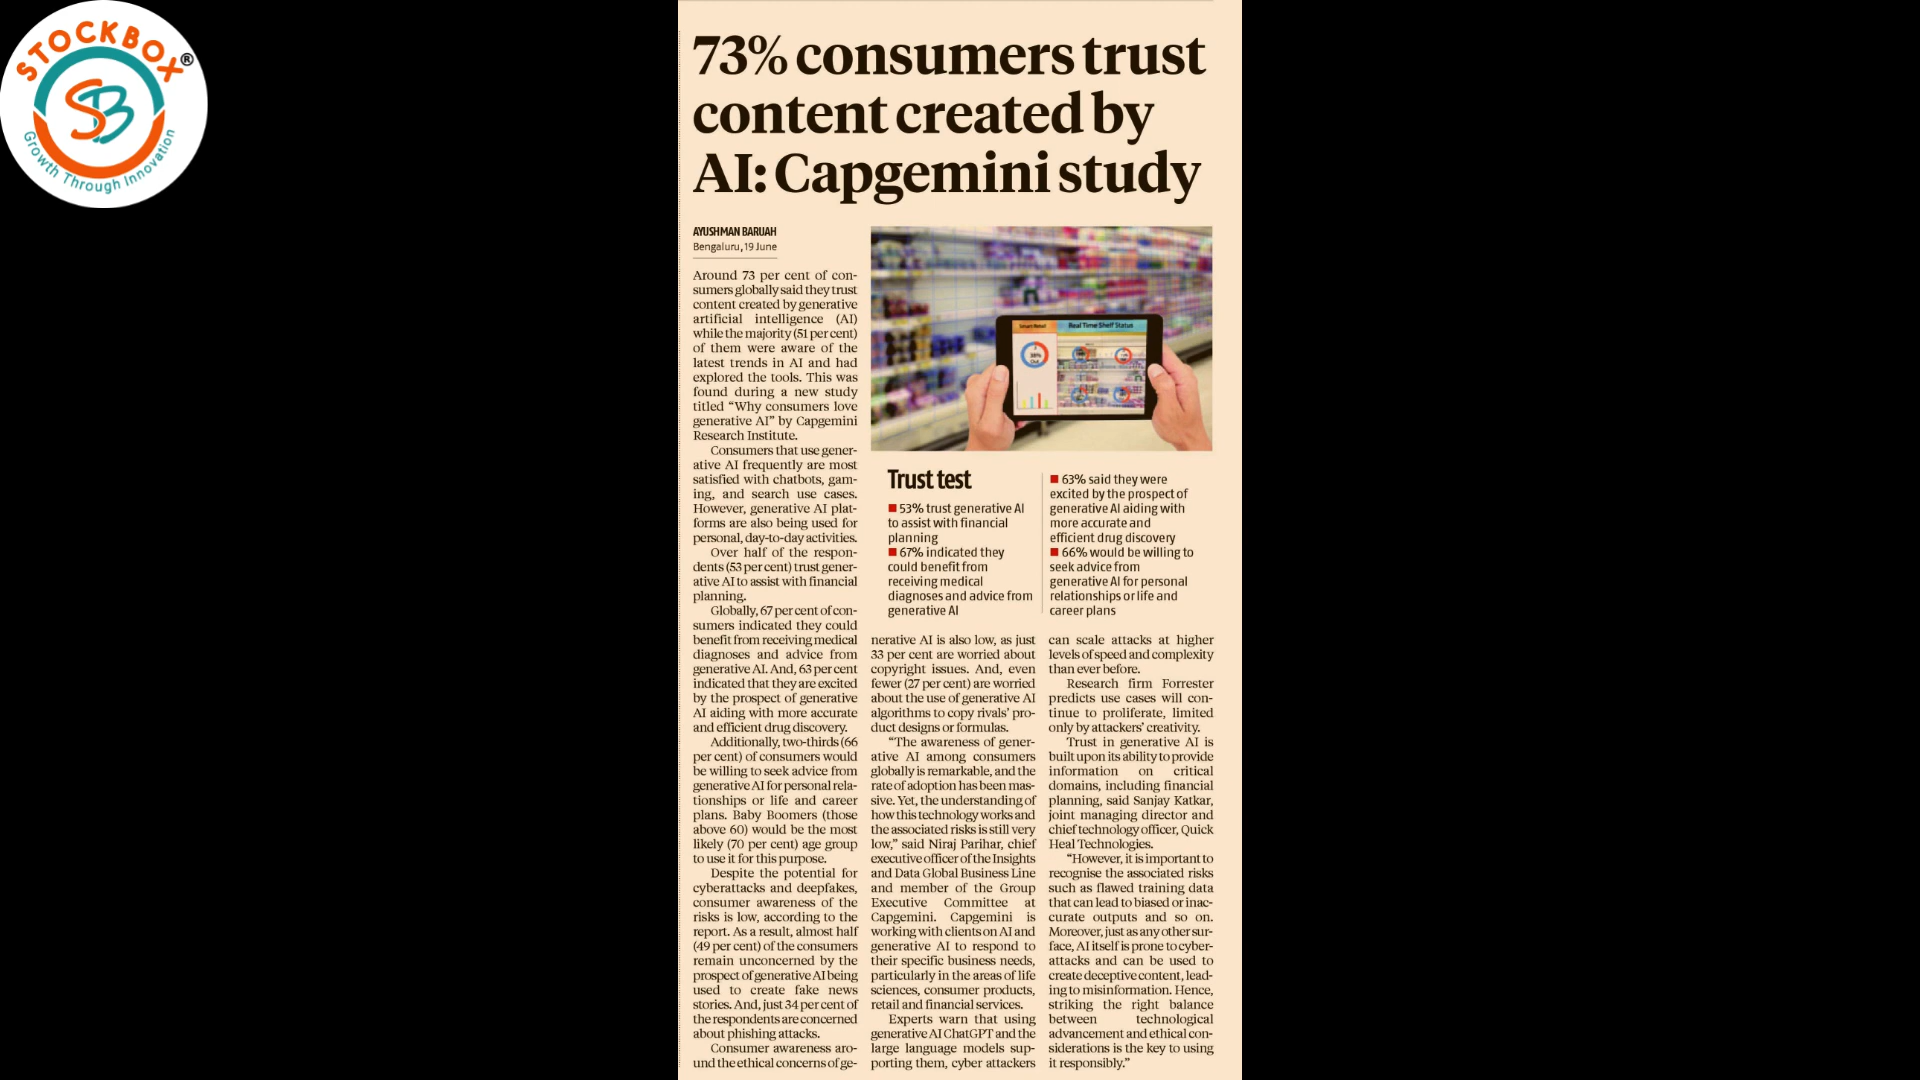 STOCKBOX®
SB
Growth Through Innovation
73% consumers trust
content created by
AI: Capgemini study
AYUSHMAN BARUAH
Bengaluru, 19 June
Around 73 per cent of con-
sumers globally said they trust
content created by generative
artificial intelligence (AI)
while the majority (51 per cent)
of them were aware of the
latest trends in AI and had
explored the tools. This was
found during a new study
titled “Why consumers love
generative AI” by Capgemini
Research Institute.
Consumers that use gener-
ative AI frequently are most
satisfied with chatbots, gam-
ing, and search use cases.
However, generative AI plat-
forms are also being used for
personal, day-to-day activities.
Over half of the respon-
dents (53 per cent) trust gener-
ative AI to assist with financial
planning.
Globally, 67 per cent of con-
sumers indicated they could
benefit from receiving medical
diagnoses and advice from
generative AI. And, 63 per cent
indicated that they are excited
by the prospect of generative
AI aiding with more accurate
and efficient drug discovery.
Additionally, two-thirds (66
per cent) of consumers would
be willing to seek advice from
generative AI for personal rela-
tionships or life and career
plans. Baby Boomers (those
above 60) would be the most
likely (70 per cent) age group
to use it for this purpose.
Despite the potential for
cyberattacks and deepfakes,
consumer awareness of the
risks is low, according to the
report. As a result, almost half
(49 per cent) of the consumers
remain unconcerned by the
prospect of generative AI being
used to create fake news
stories. And, just 34 per cent of
the respondents are concerned
about phishing attacks.
Consumer awareness aro-
und the ethical concerns of ge-
Smart Retail
Real Time Shelf Status
Trust test
53% trust generative AI
to assist with financial
planning
67% indicated they
could benefit from
receiving medical
diagnoses and advice from
generative AI
63% said they were
excited by the prospect of
generative AI aiding with
more accurate and
efficient drug discovery
66% would be willing to
seek advice from
generative AI for personal
relationships or life and
career plans
nerative AI is also low, as just
33 per cent are worried about
copyright issues. And, even
fewer (27 per cent) are worried
about the use of generative AI
algorithms to copy rivals’ pro-
duct designs or formulas.
“The awareness of gener-
ative AI among consumers
globally is remarkable, and the
rate of adoption has been mas-
sive. Yet, the understanding of
how this technology works and
the associated risks is still very
low,” said Niraj Parihar, chief
executive officer of the Insights
and Data Global Business Line
and member of the Group
Executive Committee at
Capgemini. Capgemini is
working with clients on AI and
generative AI to respond to
their specific business needs,
particularly in the areas of life
sciences, consumer products,
retail and financial services.
Experts warn that using
generative AI ChatGPT and the
large language models sup-
porting them, cyber attackers
can scale attacks at higher
levels of speed and complexity
than ever before.
Research firm Forrester
predicts use cases will con-
tinue to proliferate, limited
only by attackers’ creativity.
Trust in generative AI is
built upon its ability to provide
information on critical
domains, including financial
planning, said Sanjay Katkar,
joint managing director and
chief technology officer, Quick
Heal Technologies.
“However, it is important to
recognise the associated risks
such as flawed training data
that can lead to biased or inac-
curate outputs and so on.
Moreover, just as any other sur-
face, AI itself is prone to cyber-
attacks and can be used to
create deceptive content, lead-
ing to misinformation. Hence,
striking the right balance
between technological
advancement and ethical con-
siderations is the key to using
it responsibly.”